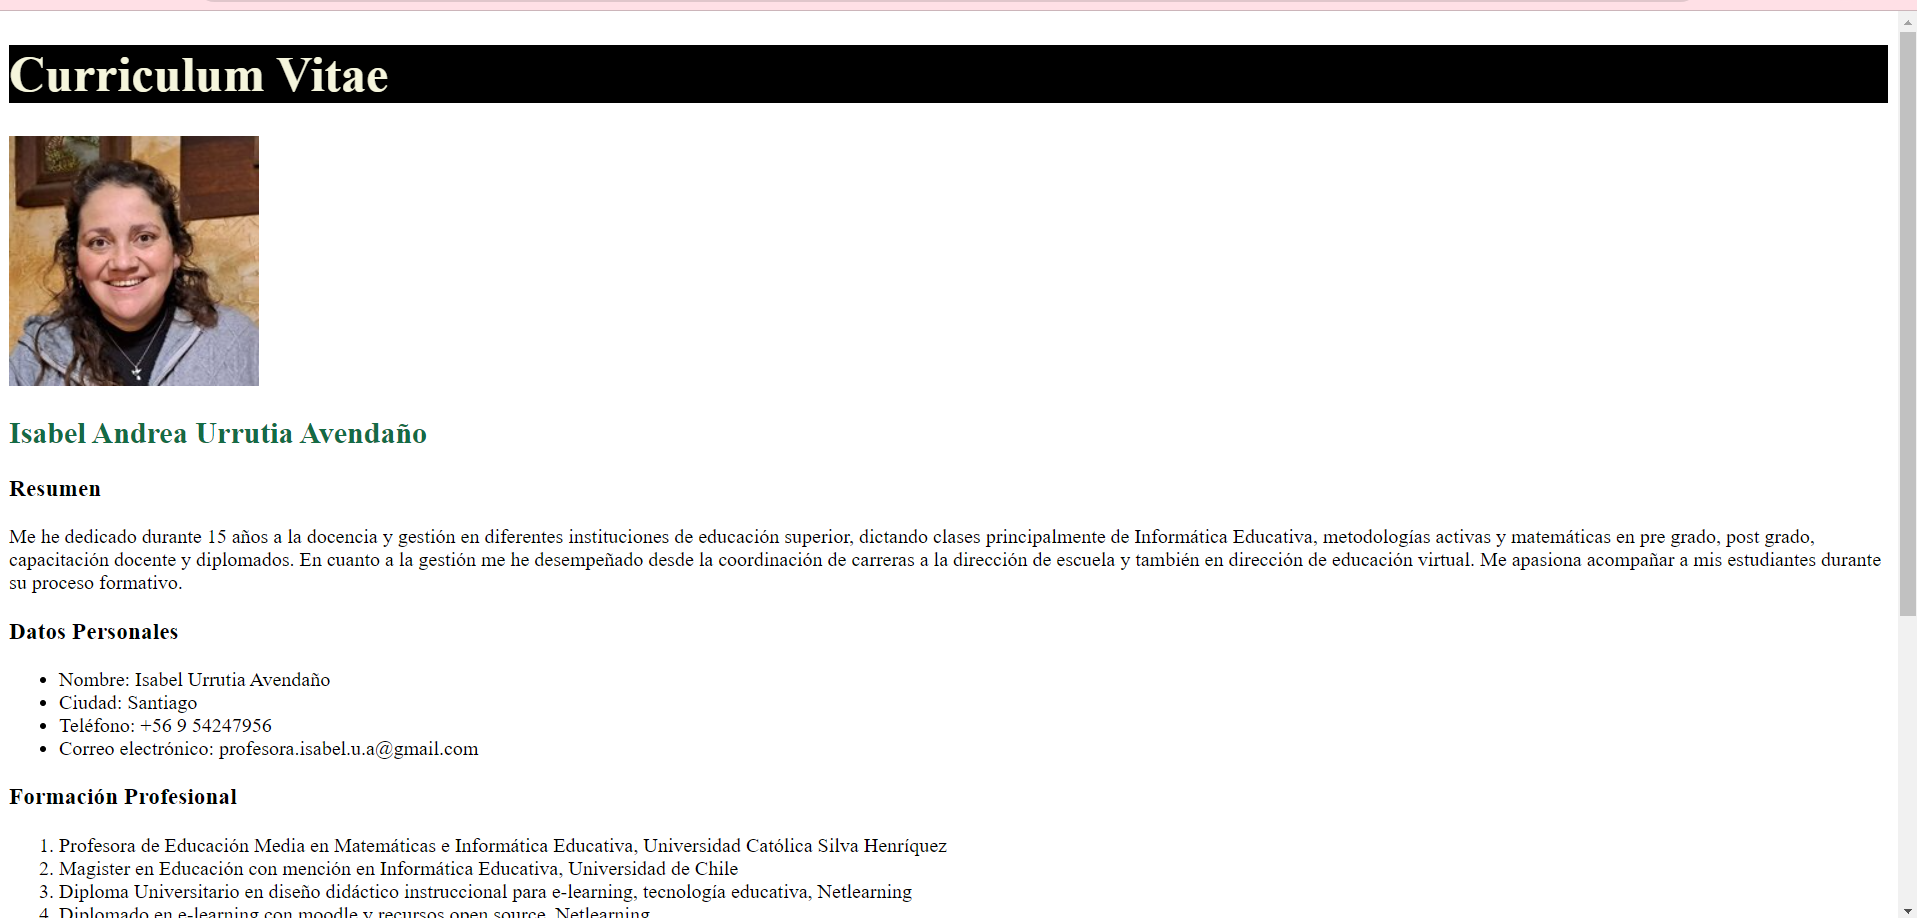 Curriculum Vitae
Isabel Andrea Urrutia Avendaño
Resumen
Me he dedicado durante 15 años a la docencia y gestión en diferentes instituciones de educación superior, dictando clases principalmente de Informática Educativa, metodologías activas y matemáticas en pre grado, post grado,
capacitación docente y diplomados. En cuanto a la gestión me he desempeñado desde la coordinación de carreras a la dirección de escuela y también en dirección de educación virtual. Me apasiona acompañar a mis estudiantes durante
su proceso formativo.
Datos Personales
• Nombre: Isabel Urrutia Avendaño
• Ciudad: Santiago
• Teléfono: +56 9 54247956
• Correo electrónico: profesora.isabel.u.a@gmail.com
Formación Profesional
1. Profesora de Educación Media en Matemáticas e Informática Educativa, Universidad Católica Silva Henríquez
2. Magister en Educación con mención en Informática Educativa, Universidad de Chile
3. Diploma Universitario en diseño didáctico instruccional para e-learning, tecnología educativa, Netlearning
4. Diplomado en e-learning con moodle y recursos open source, Netlearning